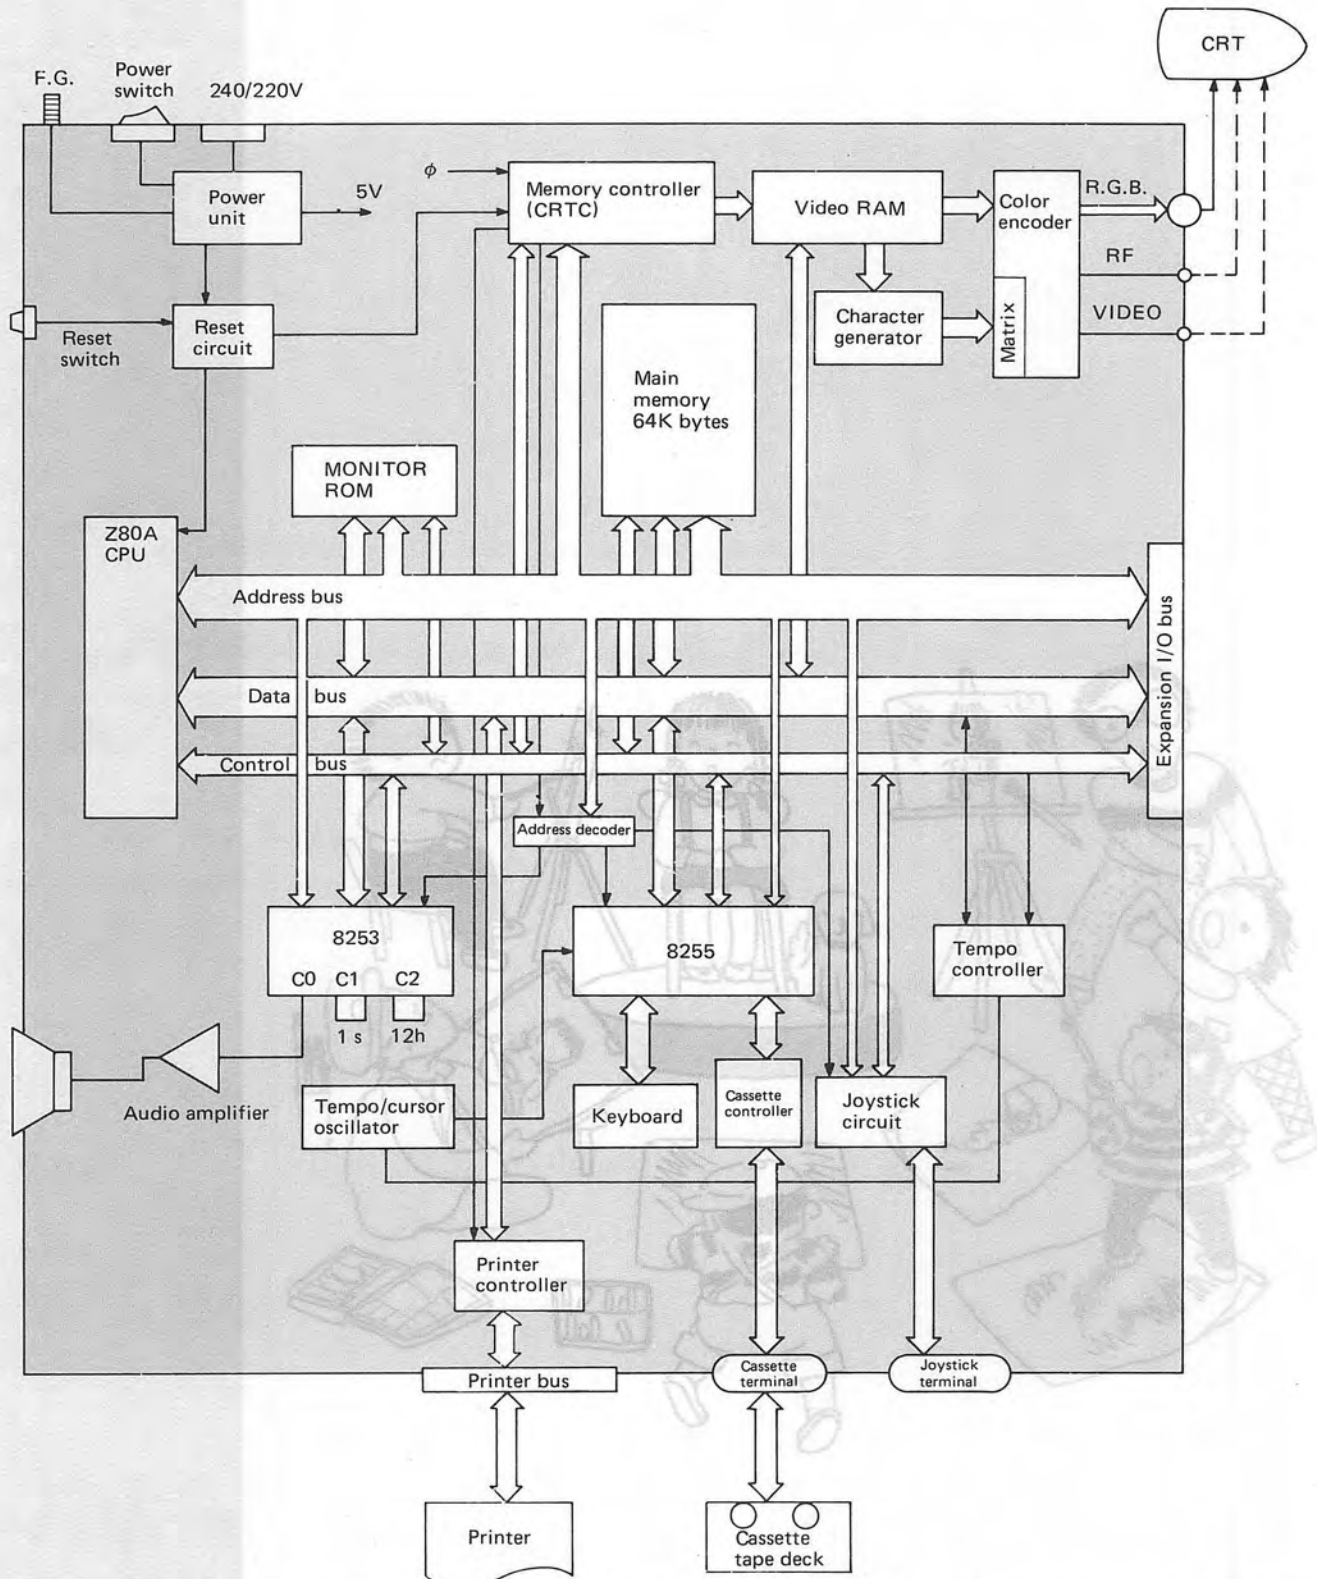 CRT
F.G.
Power
switch
240/220V
Power
unit
5V
φ
Memory controller
(CRTC)
Video RAM
Color
encoder
R.G.B.
RF
VIDEO
Matrix
Character
generator
Reset
switch
Reset
circuit
Main
memory
64K bytes
MONITOR
ROM
Z80A
CPU
Address bus
Data bus
Control bus
Expansion I/O bus
Address decoder
8253
C0 C1 C2
1 s 12h
8255
Tempo
controller
Audio amplifier
Tempo/cursor
oscillator
Keyboard
Cassette
controller
Joystick
circuit
Printer
controller
Printer bus
Cassette
terminal
Joystick
terminal
Printer
Cassette
tape deck